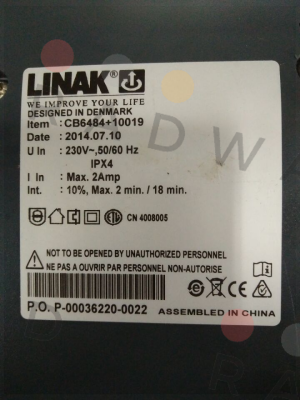 LINAK®
WE IMPROVE YOUR LIFE
DESIGNED IN DENMARK
Item : CB6484+10019
Date : 2014.07.10
U In : 230V~,50/60 Hz
IPX4
I In : Max. 2Amp
Int. : 10%, Max. 2 min. / 18 min.
CN 4008005
NOT TO BE OPENED BY UNAUTHORIZED PERSONNEL
NE PAS A OUVRIR PAR PERSONNEL NON-AUTORISE
P.O. P-00036220-0022 ASSEMBLED IN CHINA